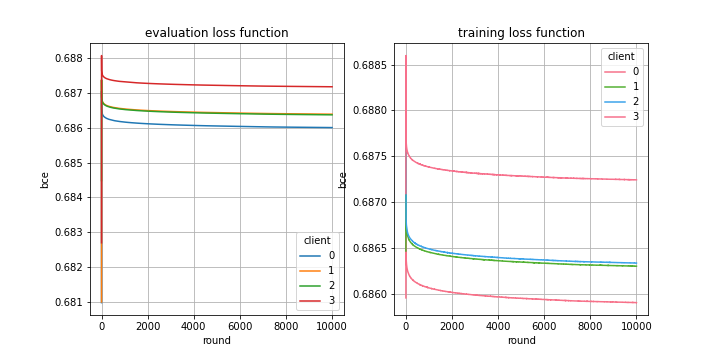 evaluation loss function
0.688
0.687
0.686
0.685
0.684
0.683
0.682
0.681
bce
0 2000 4000 6000 8000 10000
round
client
0
1
2
3
training loss function
0.6885
0.6880
0.6875
0.6870
0.6865
0.6860
bce
0 2000 4000 6000 8000 10000
round
client
0
1
2
3